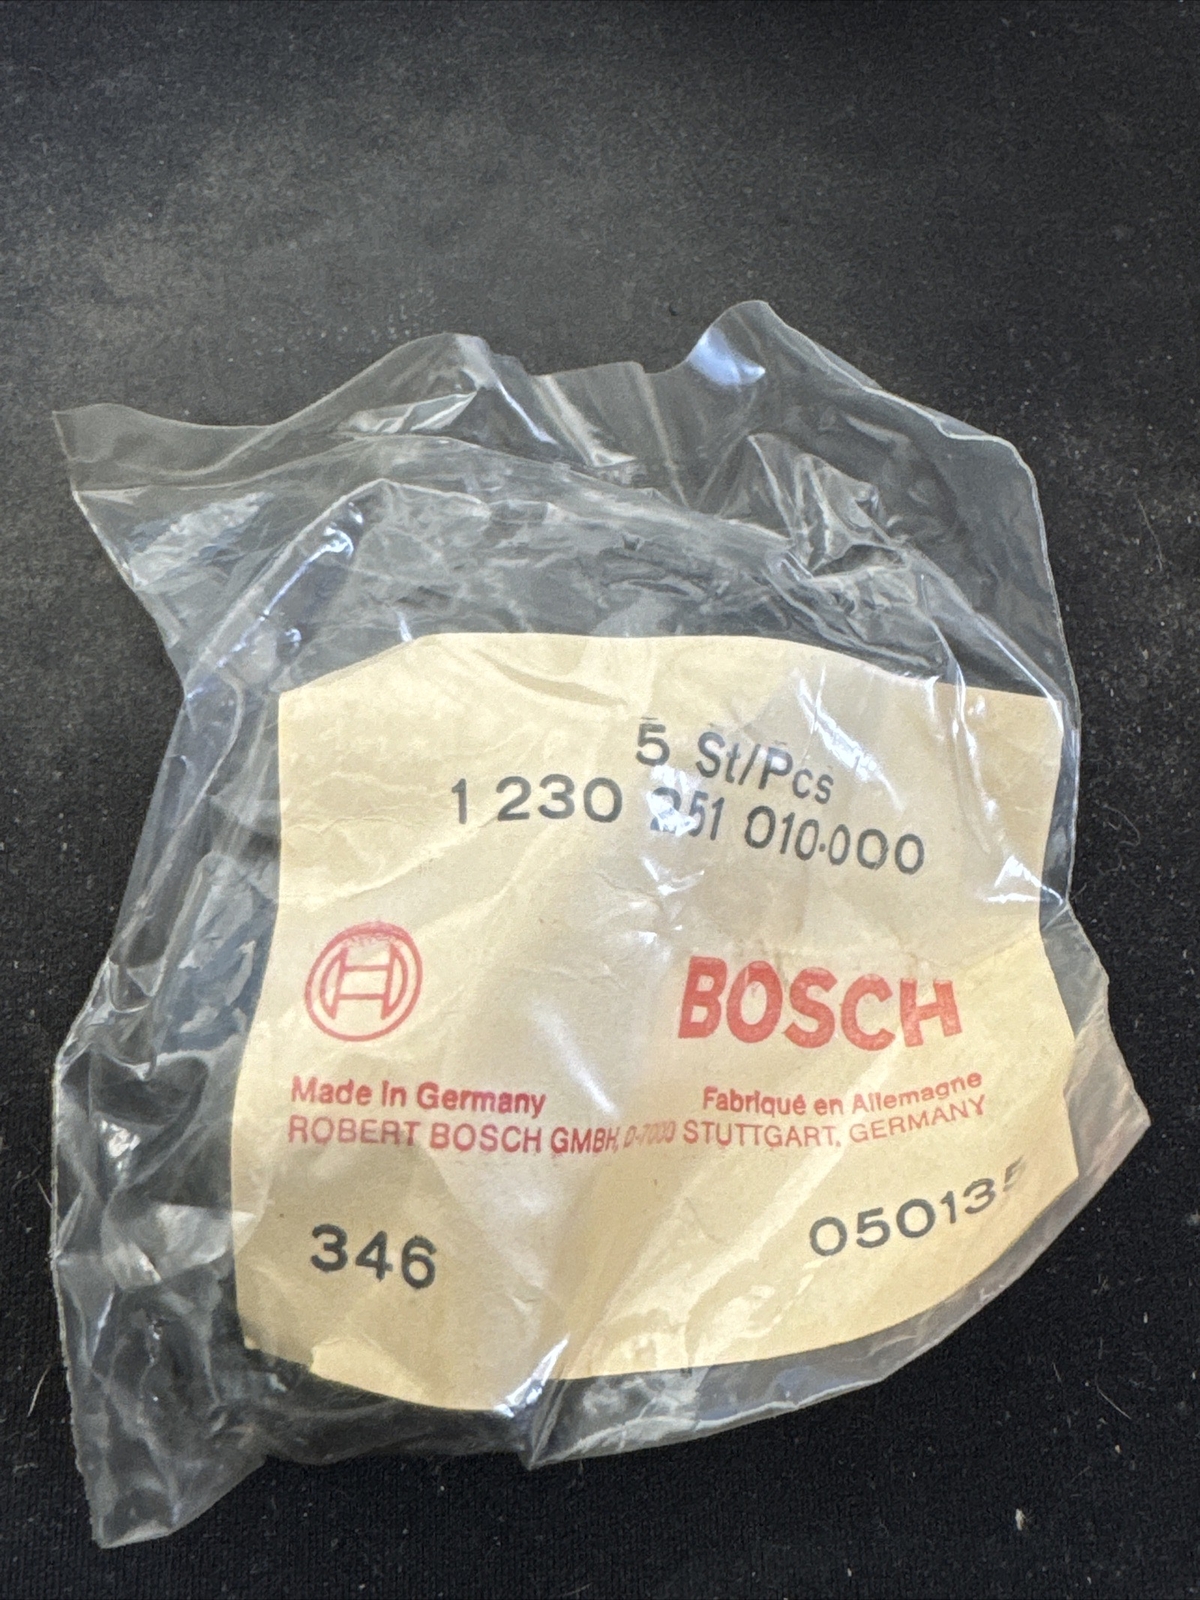 5 St/Pcs
1 230 251 010.000
BOSCH
Made in Germany
Fabriqué en Allemagne
ROBERT BOSCH GMBH, D-7000 STUTTGART, GERMANY
346
050135